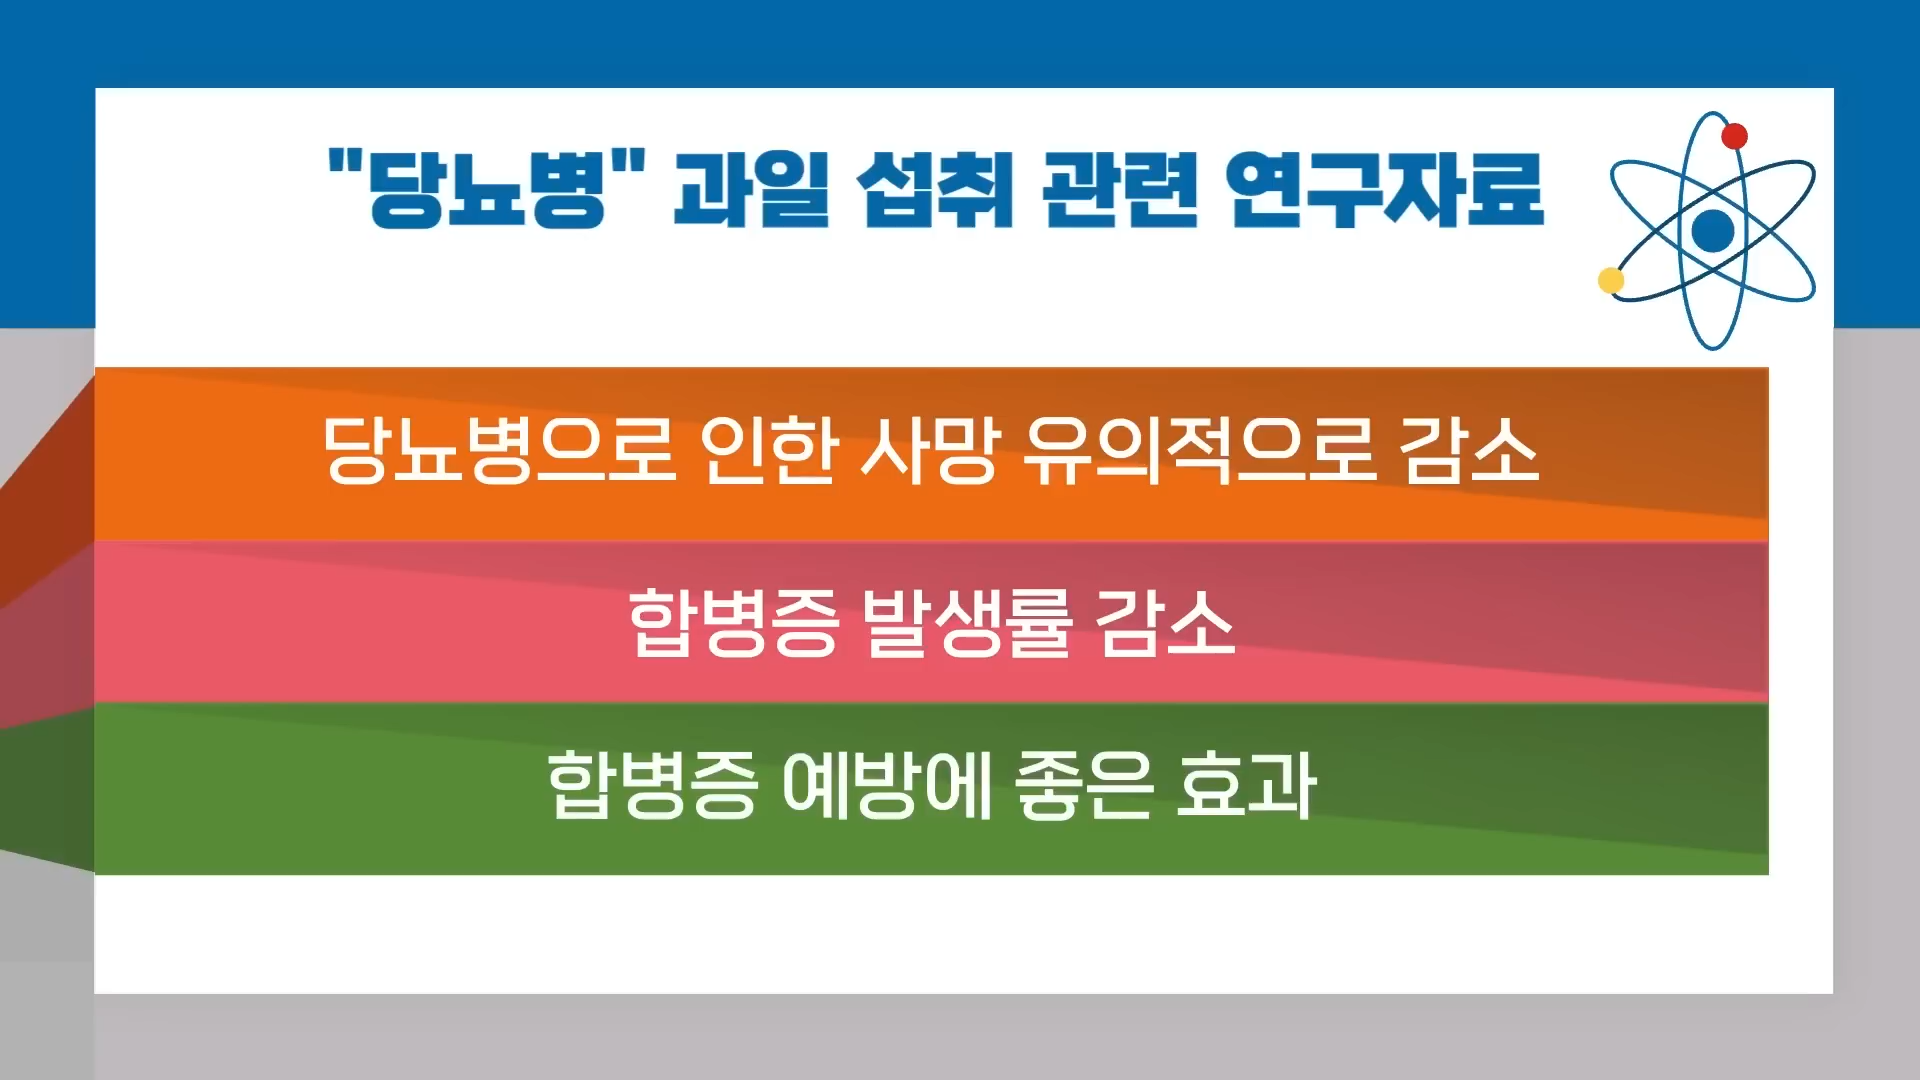 "당뇨병" 과일 섭취 관련 연구자료
당뇨병으로 인한 사망 유의적으로 감소
합병증 발생률 감소
합병증 예방에 좋은 효과